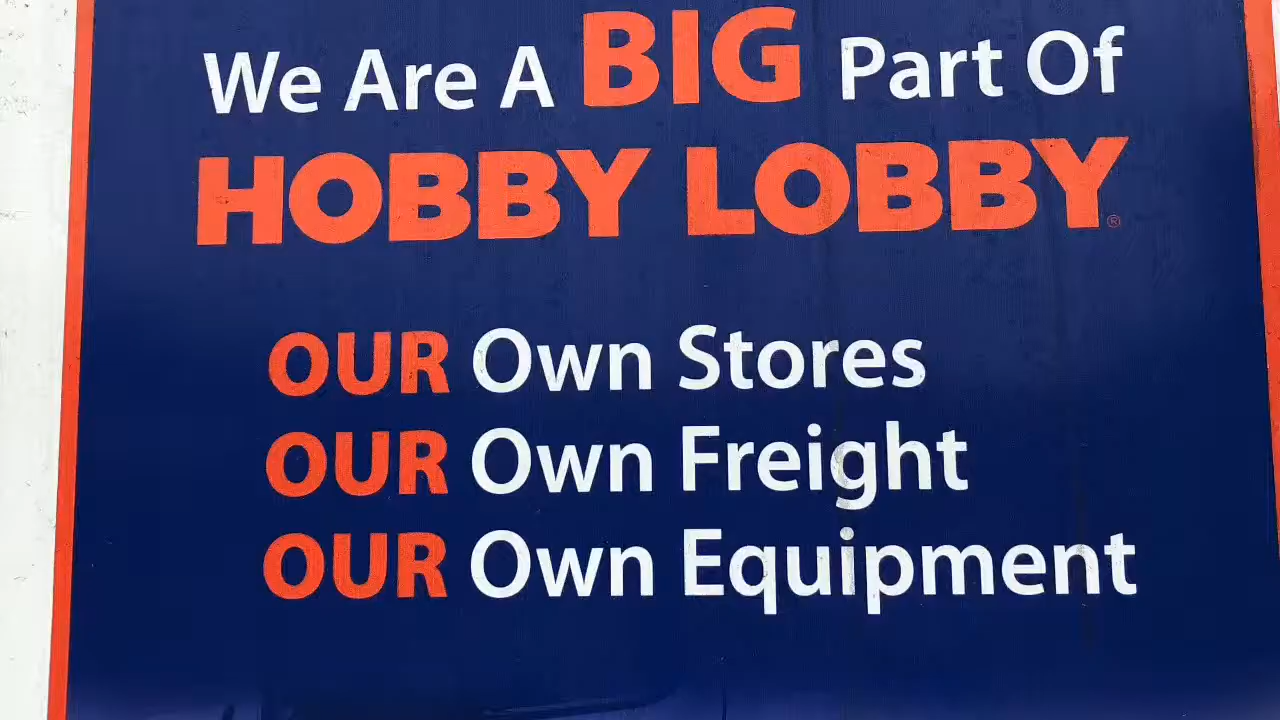 We Are A BIG Part Of
HOBBY LOBBY®
OUR Own Stores
OUR Own Freight
OUR Own Equipment